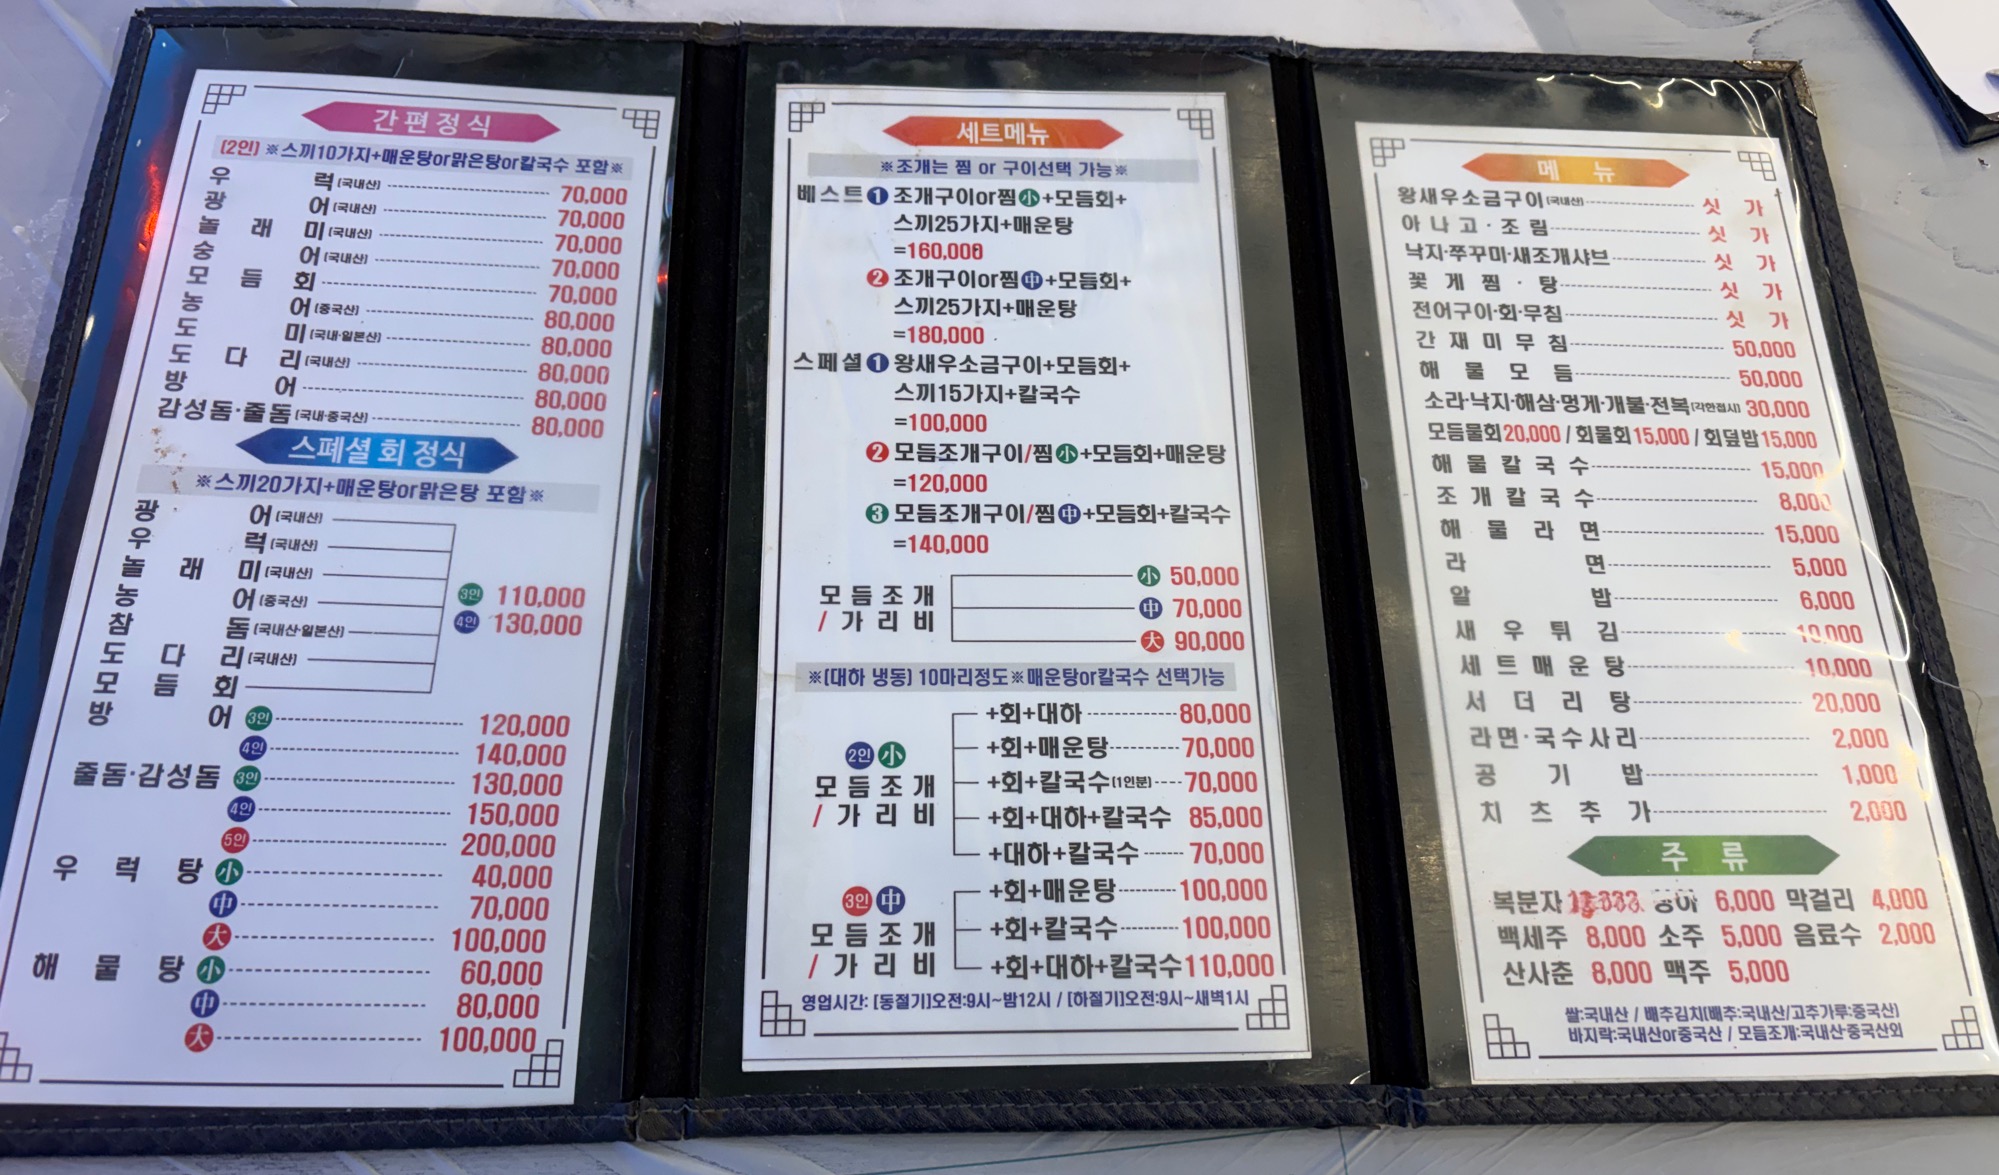 간편정식
(2인) ※스끼10가지+매운탕or맑은탕or칼국수 포함※
우럭(국내산) 70,000
광어(국내산) 70,000
놀래미(국내산) 70,000
숭어(국내산) 70,000
모듬회 70,000
농어(중국산) 80,000
도미(국내·일본산) 80,000
도다리(국내산) 80,000
방어 80,000
감성돔·줄돔(국내·중국산) 80,000
스페셜 회 정식
※스끼20가지+매운탕or맑은탕 포함※
광어(국내산)
우럭(국내산)
놀래미(국내산)
농어(중국산) 3인 110,000
참돔(국내산·일본산) 4인 130,000
도다리(국내산)
모듬회
방어 3인 120,000
4인 140,000
줄돔·감성돔 3인 130,000
4인 150,000
5인 200,000
우럭탕 小 40,000
中 70,000
大 100,000
해물탕 小 60,000
中 80,000
大 100,000
세트메뉴
※조개는 찜 or 구이선택 가능※
베스트 1 조개구이or찜 小+모듬회+
스끼25가지+매운탕
=160,000
2 조개구이or찜 中+모듬회+
스끼25가지+매운탕
=180,000
스페셜 1 왕새우소금구이+모듬회+
스끼15가지+칼국수
=100,000
2 모듬조개구이/찜 小+모듬회+매운탕
=120,000
3 모듬조개구이/찜 中+모듬회+칼국수
=140,000
모듬조개 小 50,000
/ 가리비 中 70,000
大 90,000
※(대하 냉동) 10마리정도※매운탕or칼국수 선택가능
+회+대하 80,000
2인 小 +회+매운탕 70,000
모듬조개 +회+칼국수(1인분) 70,000
/ 가리비 +회+대하+칼국수 85,000
+대하+칼국수 70,000
3인 中 +회+매운탕 100,000
모듬조개 +회+칼국수 100,000
/ 가리비 +회+대하+칼국수 110,000
영업시간: [동절기]오전:9시~밤12시 / [하절기]오전:9시~새벽1시
메뉴
왕새우소금구이(국내산) 싯가
아나고·조림 싯가
낙지·쭈꾸미·새조개샤브 싯가
꽃게찜·탕 싯가
전어구이·회·무침 싯가
간재미무침 50,000
해물모듬 50,000
소라·낙지·해삼·멍게·개불·전복(각한접시) 30,000
모듬물회20,000 / 회물회15,000 / 회덮밥15,000
해물칼국수 15,000
조개칼국수 8,000
해물라면 15,000
라면 5,000
알밥 6,000
새우튀김 10,000
세트매운탕 10,000
서더리탕 20,000
라면·국수사리 2,000
공기밥 1,000
치즈추가 2,000
주류
복분자 6,000 막걸리 4,000
백세주 8,000 소주 5,000 음료수 2,000
산사춘 8,000 맥주 5,000
쌀:국내산 / 배추김치(배추:국내산/고추가루:중국산)
바지락:국내산or중국산 / 모듬조개:국내산·중국산외